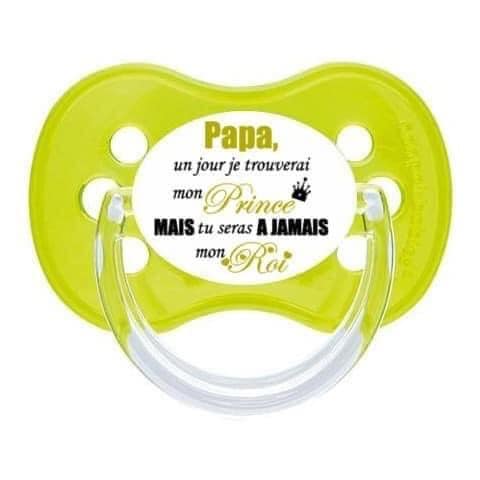 Papa,
un jour je trouverai
mon Prince
MAIS tu seras A JAMAIS
mon Roi